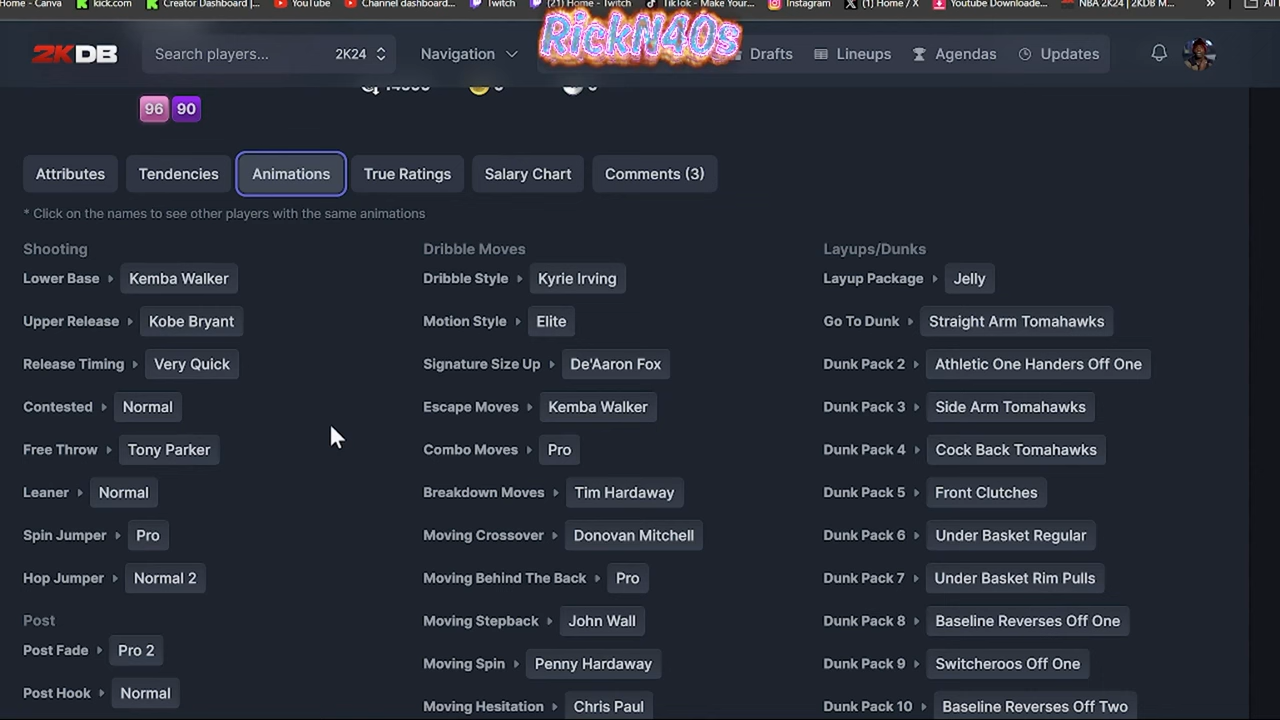 Home - Canva kick.com Creator Dashboard |... YouTube Channel dashboard... Twitch (21) Home - Twitch TikTok - Make Your... Instagram (1) Home / X Youtube Downloade... NBA 2K24 | 2KDB M... » All
RickN40s
2KDB Search players... 2K24 Navigation Drafts Lineups Agendas Updates
96 90
Attributes Tendencies Animations True Ratings Salary Chart Comments (3)
* Click on the names to see other players with the same animations
Shooting
Lower Base Kemba Walker
Upper Release Kobe Bryant
Release Timing Very Quick
Contested Normal
Free Throw Tony Parker
Leaner Normal
Spin Jumper Pro
Hop Jumper Normal 2
Post
Post Fade Pro 2
Post Hook Normal
Dribble Moves
Dribble Style Kyrie Irving
Motion Style Elite
Signature Size Up De'Aaron Fox
Escape Moves Kemba Walker
Combo Moves Pro
Breakdown Moves Tim Hardaway
Moving Crossover Donovan Mitchell
Moving Behind The Back Pro
Moving Stepback John Wall
Moving Spin Penny Hardaway
Moving Hesitation Chris Paul
Layups/Dunks
Layup Package Jelly
Go To Dunk Straight Arm Tomahawks
Dunk Pack 2 Athletic One Handers Off One
Dunk Pack 3 Side Arm Tomahawks
Dunk Pack 4 Cock Back Tomahawks
Dunk Pack 5 Front Clutches
Dunk Pack 6 Under Basket Regular
Dunk Pack 7 Under Basket Rim Pulls
Dunk Pack 8 Baseline Reverses Off One
Dunk Pack 9 Switcheroos Off One
Dunk Pack 10 Baseline Reverses Off Two